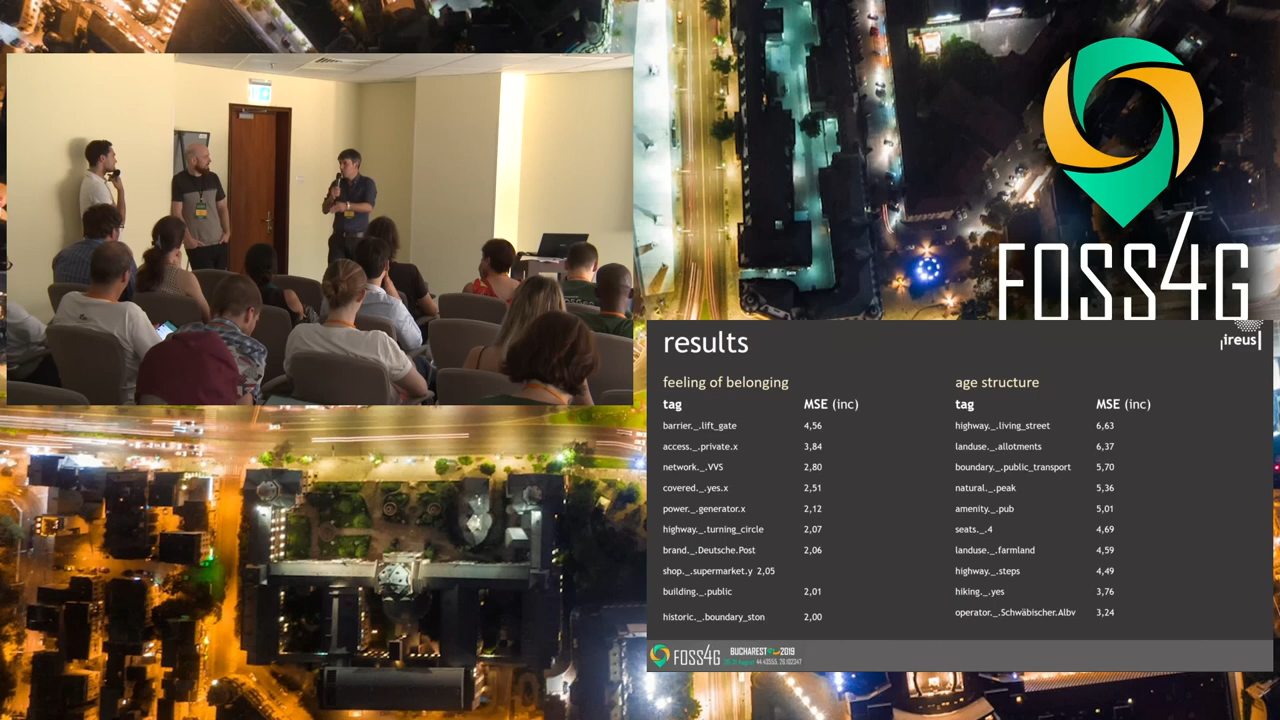 FOSS4G
results
ireus
feeling of belonging
tag MSE (inc)
barrier._.lift_gate 4,56
access._.private.x 3,84
network._.VVS 2,80
covered._.yes.x 2,51
power._.generator.x 2,12
highway._.turning_circle 2,07
brand._.Deutsche.Post 2,06
shop._.supermarket.y 2,05
building._.public 2,01
historic._.boundary_ston 2,00
age structure
tag MSE (inc)
highway._.living_street 6,63
landuse._.allotments 6,37
boundary._.public_transport 5,70
natural._.peak 5,36
amenity._.pub 5,01
seats._.4 4,69
landuse._.farmland 4,59
highway._.steps 4,49
hiking._.yes 3,76
operator._.Schwäbischer.Albv 3,24
FOSS4G
BUCHAREST 2019